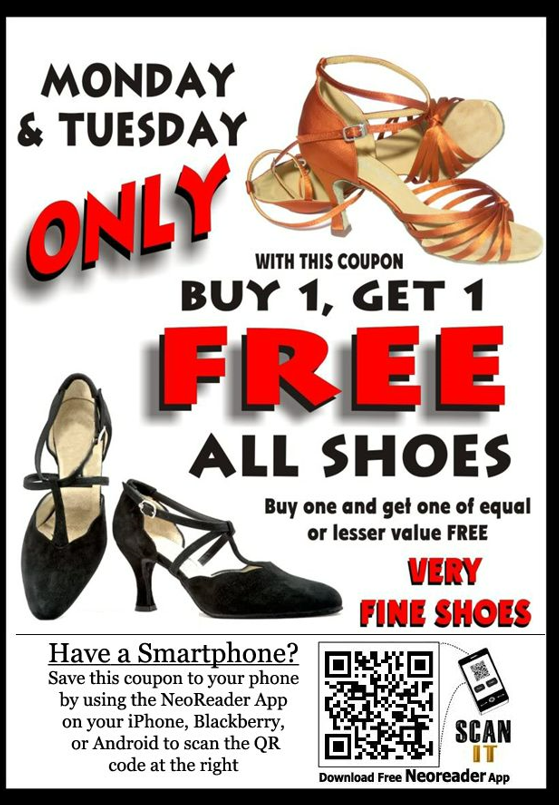 MONDAY
& TUESDAY
ONLY
WITH THIS COUPON
BUY 1, GET 1
FREE
ALL SHOES
Buy one and get one of equal
or lesser value FREE
VERY
FINE SHOES
Have a Smartphone?
Save this coupon to your phone
by using the NeoReader App
on your iPhone, Blackberry,
or Android to scan the QR
code at the right
SCAN
IT
Download Free Neoreader App